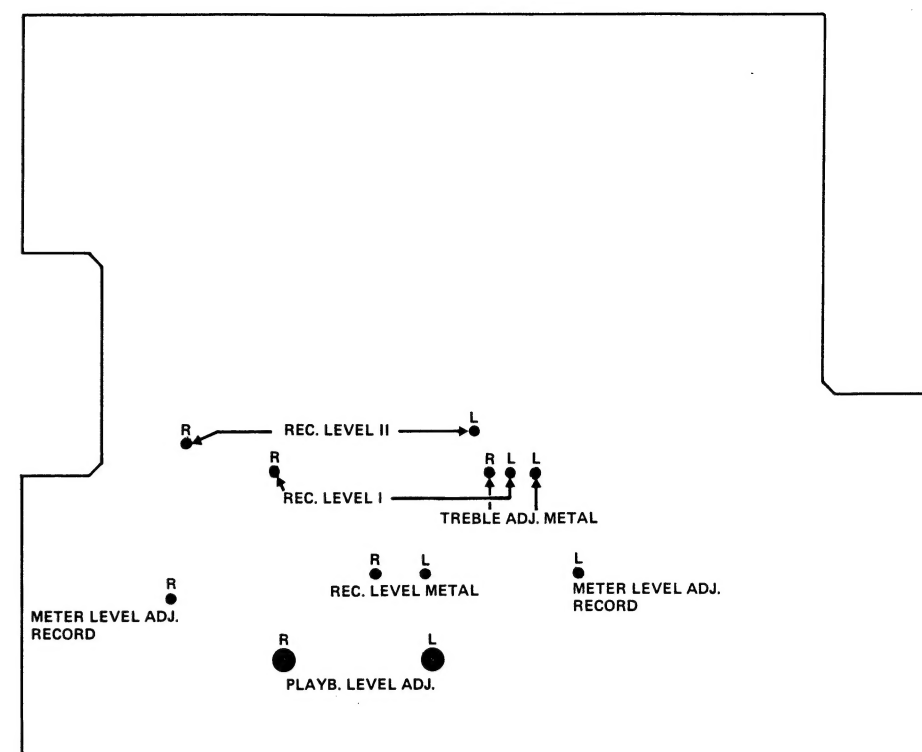 L
R
REC. LEVEL II
R
R L L
REC. LEVEL I
TREBLE ADJ. METAL
R L
REC. LEVEL METAL
L
METER LEVEL ADJ.
RECORD
R
METER LEVEL ADJ.
RECORD
R L
PLAYB. LEVEL ADJ.